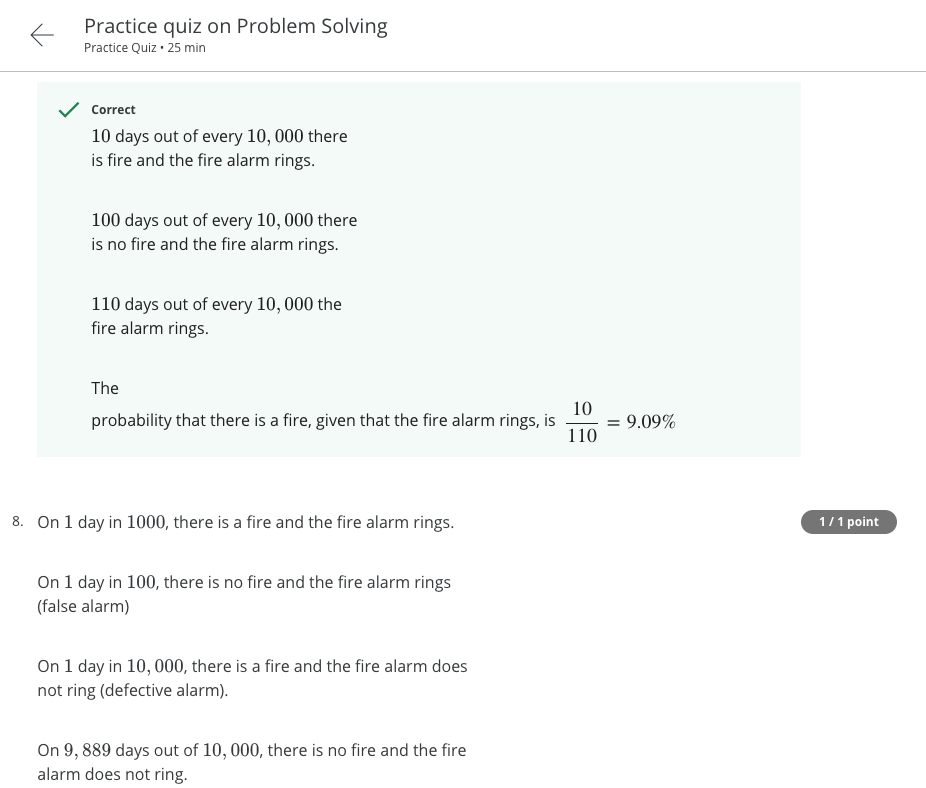 Practice quiz on Problem Solving
Practice Quiz • 25 min
Correct
10 days out of every 10, 000 there
is fire and the fire alarm rings.
100 days out of every 10, 000 there
is no fire and the fire alarm rings.
110 days out of every 10, 000 the
fire alarm rings.
The
probability that there is a fire, given that the fire alarm rings, is 10/110 = 9.09%
8. On 1 day in 1000, there is a fire and the fire alarm rings.
1 / 1 point
On 1 day in 100, there is no fire and the fire alarm rings
(false alarm)
On 1 day in 10, 000, there is a fire and the fire alarm does
not ring (defective alarm).
On 9, 889 days out of 10, 000, there is no fire and the fire
alarm does not ring.